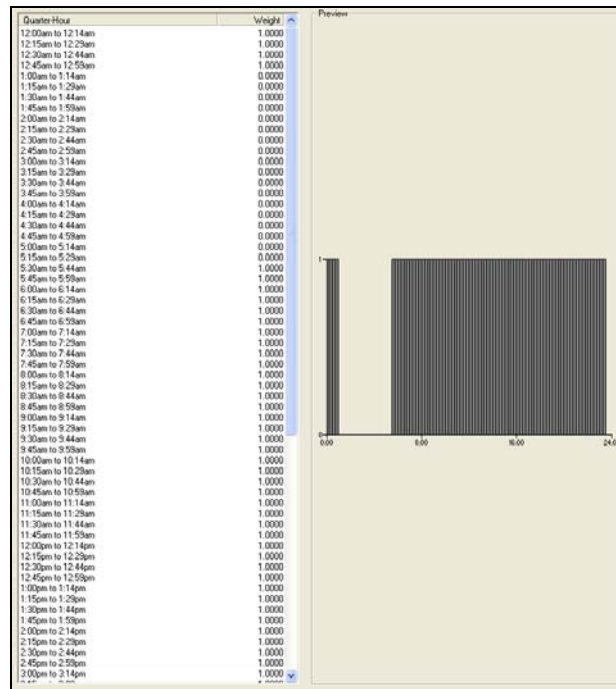 Quarter-Hour Weight
12:00am to 12:14am 1.0000
12:15am to 12:29am 1.0000
12:30am to 12:44am 1.0000
12:45am to 12:59am 1.0000
1:00am to 1:14am 0.0000
1:15am to 1:29am 0.0000
1:30am to 1:44am 0.0000
1:45am to 1:59am 0.0000
2:00am to 2:14am 0.0000
2:15am to 2:29am 0.0000
2:30am to 2:44am 0.0000
2:45am to 2:59am 0.0000
3:00am to 3:14am 0.0000
3:15am to 3:29am 0.0000
3:30am to 3:44am 0.0000
3:45am to 3:59am 0.0000
4:00am to 4:14am 0.0000
4:15am to 4:29am 0.0000
4:30am to 4:44am 0.0000
4:45am to 4:59am 0.0000
5:00am to 5:14am 0.0000
5:15am to 5:29am 0.0000
5:30am to 5:44am 1.0000
5:45am to 5:59am 1.0000
6:00am to 6:14am 1.0000
6:15am to 6:29am 1.0000
6:30am to 6:44am 1.0000
6:45am to 6:59am 1.0000
7:00am to 7:14am 1.0000
7:15am to 7:29am 1.0000
7:30am to 7:44am 1.0000
7:45am to 7:59am 1.0000
8:00am to 8:14am 1.0000
8:15am to 8:29am 1.0000
8:30am to 8:44am 1.0000
8:45am to 8:59am 1.0000
9:00am to 9:14am 1.0000
9:15am to 9:29am 1.0000
9:30am to 9:44am 1.0000
9:45am to 9:59am 1.0000
10:00am to 10:14am 1.0000
10:15am to 10:29am 1.0000
10:30am to 10:44am 1.0000
10:45am to 10:59am 1.0000
11:00am to 11:14am 1.0000
11:15am to 11:29am 1.0000
11:30am to 11:44am 1.0000
11:45am to 11:59am 1.0000
12:00pm to 12:14pm 1.0000
12:15pm to 12:29pm 1.0000
12:30pm to 12:44pm 1.0000
12:45pm to 12:59pm 1.0000
1:00pm to 1:14pm 1.0000
1:15pm to 1:29pm 1.0000
1:30pm to 1:44pm 1.0000
1:45pm to 1:59pm 1.0000
2:00pm to 2:14pm 1.0000
2:15pm to 2:29pm 1.0000
2:30pm to 2:44pm 1.0000
2:45pm to 2:59pm 1.0000
3:00pm to 3:14pm 1.0000
Preview
1
0
0:00 8:00 16:00 24:0